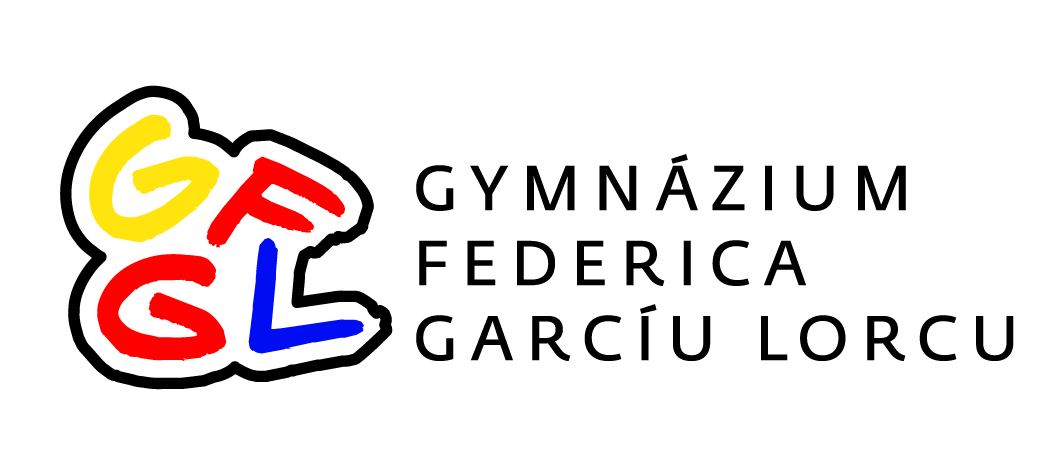 GF
GL
GYMNÁZIUM
FEDERICA
GARCÍU LORCU